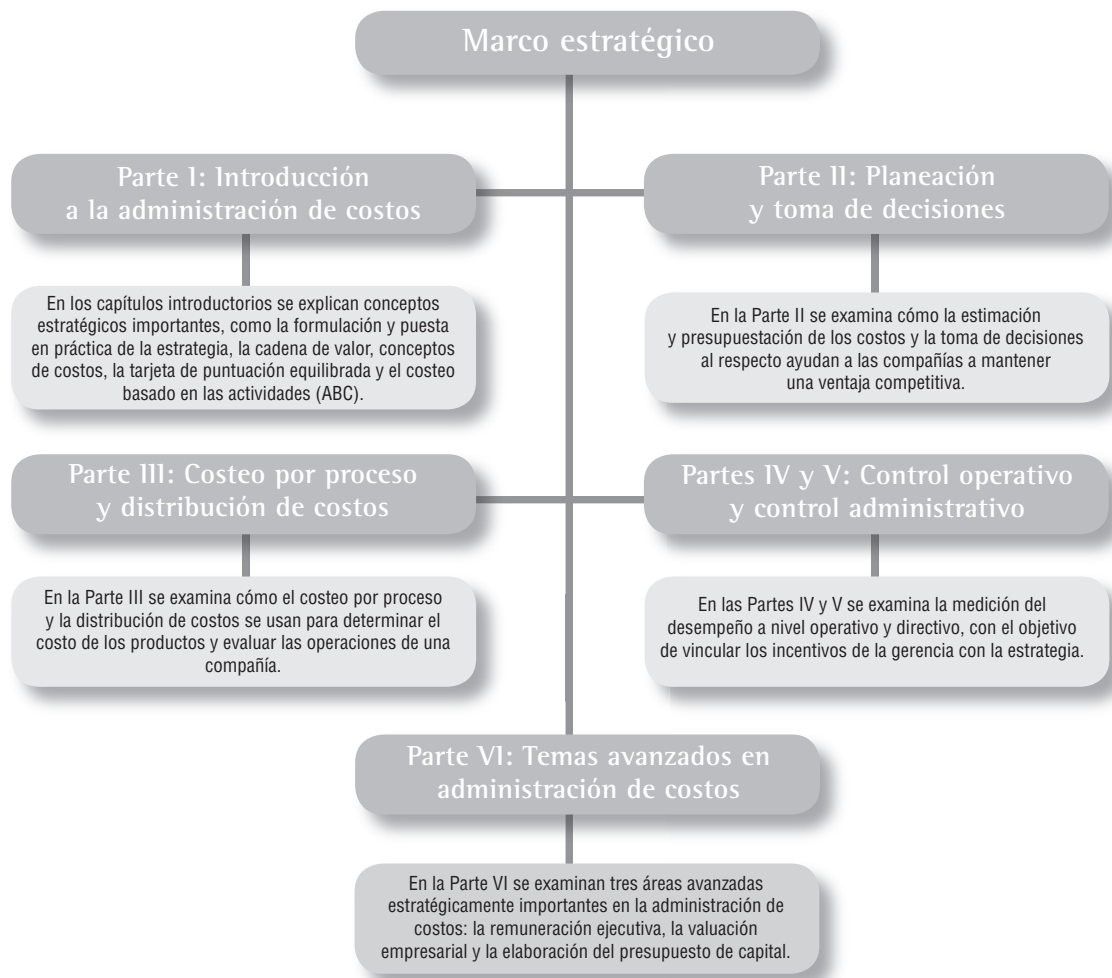 Marco estratégico
Parte I: Introducción
a la administración de costos
En los capítulos introductorios se explican conceptos
estratégicos importantes, como la formulación y puesta
en práctica de la estrategia, la cadena de valor, conceptos
de costos, la tarjeta de puntuación equilibrada y el costeo
basado en las actividades (ABC).
Parte II: Planeación
y toma de decisiones
En la Parte II se examina cómo la estimación
y presupuestación de los costos y la toma de decisiones
al respecto ayudan a las compañías a mantener
una ventaja competitiva.
Parte III: Costeo por proceso
y distribución de costos
En la Parte III se examina cómo el costeo por proceso
y la distribución de costos se usan para determinar el
costo de los productos y evaluar las operaciones de una
compañía.
Partes IV y V: Control operativo
y control administrativo
En las Partes IV y V se examina la medición del
desempeño a nivel operativo y directivo, con el objetivo
de vincular los incentivos de la gerencia con la estrategia.
Parte VI: Temas avanzados en
administración de costos
En la Parte VI se examinan tres áreas avanzadas
estratégicamente importantes en la administración de
costos: la remuneración ejecutiva, la valuación
empresarial y la elaboración del presupuesto de capital.